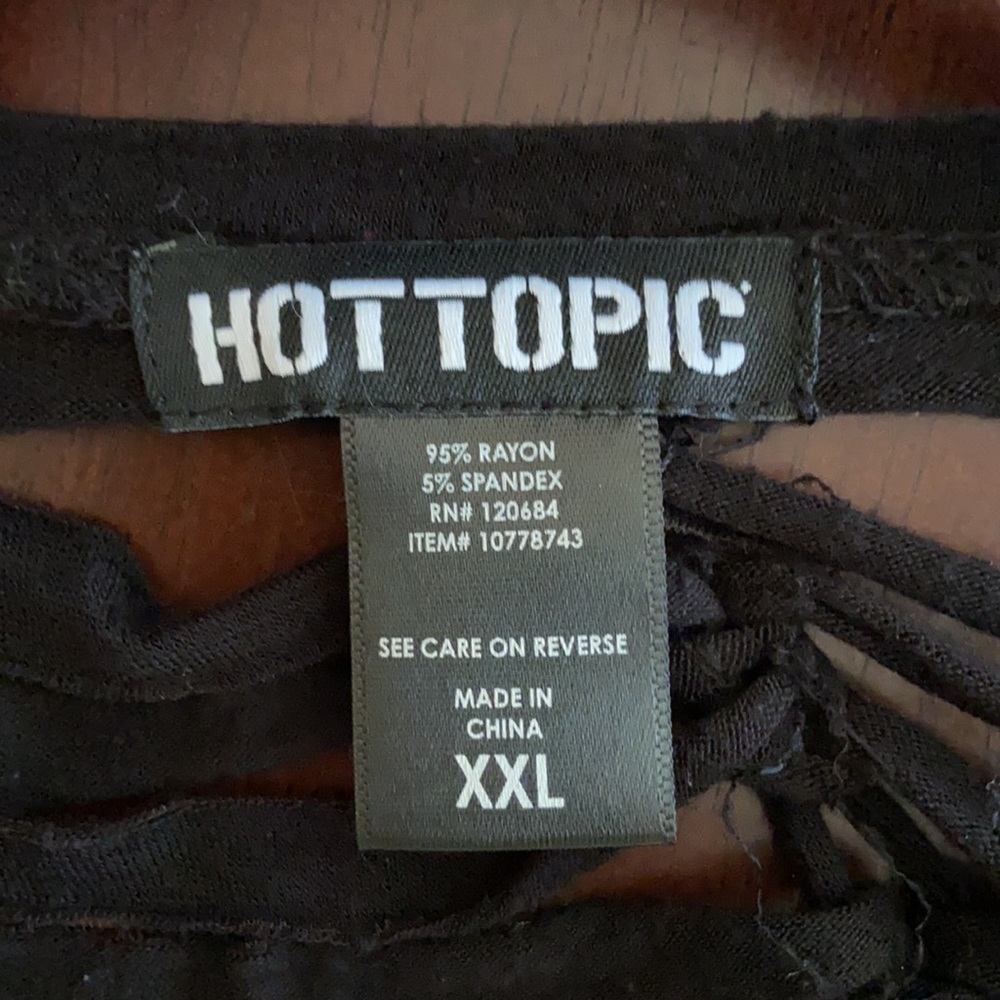 HOTTOPIC
95% RAYON
5% SPANDEX
RN# 120684
ITEM# 10778743
SEE CARE ON REVERSE
MADE IN
CHINA
XXL